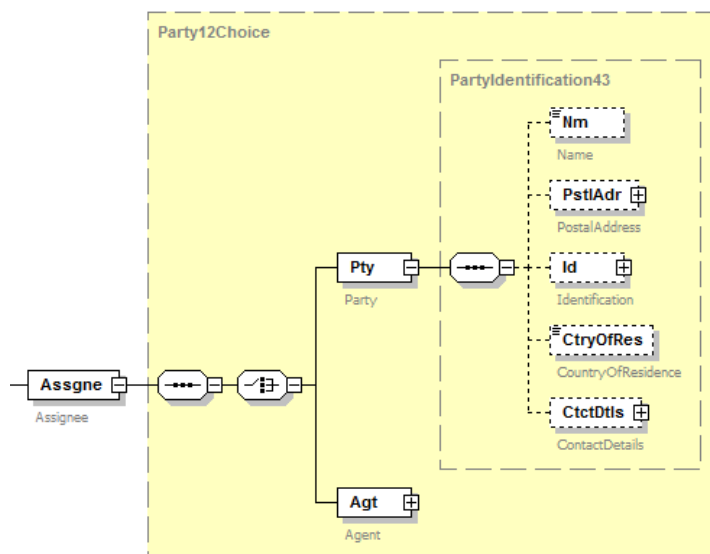 Party12Choice
PartyIdentification43
Nm
Name
PstlAdr
PostalAddress
Pty
Party
Id
Identification
CtryOfRes
CountryOfResidence
Assgne
Assignee
CtctDtls
ContactDetails
Agt
Agent